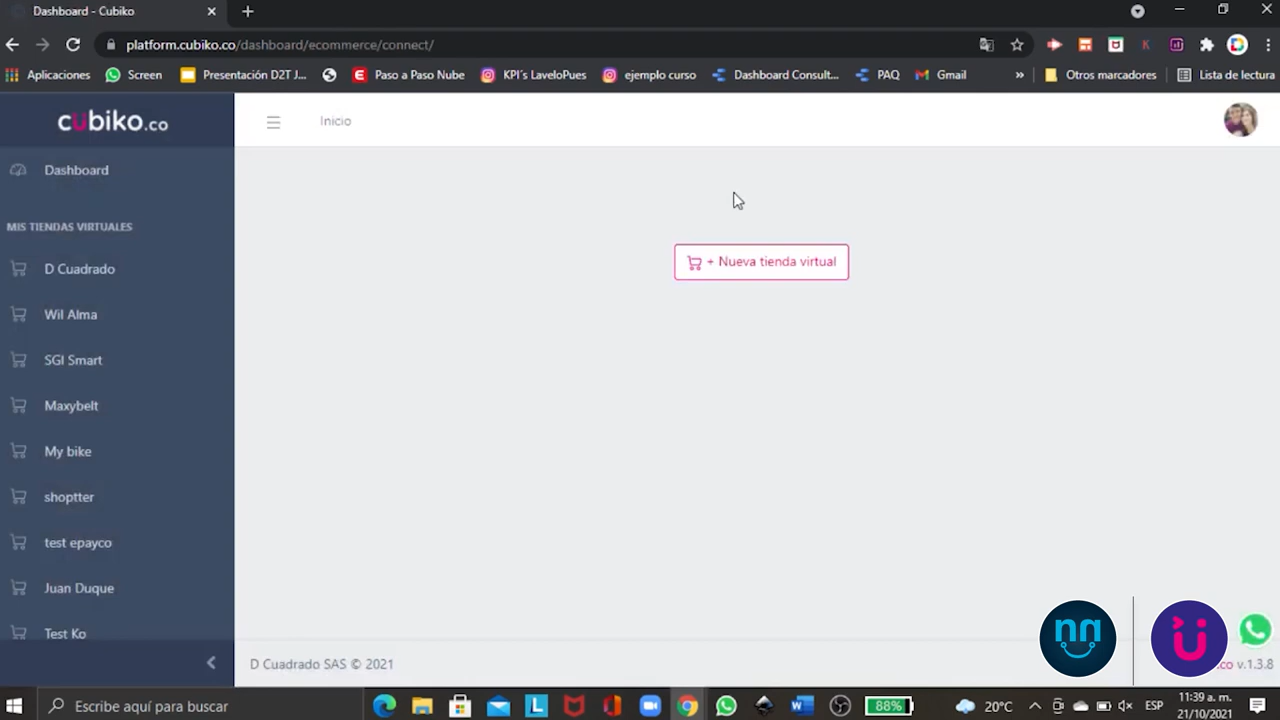 Dashboard - Cubiko
platform.cubiko.co/dashboard/ecommerce/connect/
Aplicaciones
Screen
Presentación D2T J...
Paso a Paso Nube
KPI´s LaveloPues
ejemplo curso
Dashboard Consult...
PAQ
Gmail
»
Otros marcadores
Lista de lectura
cubiko.co
Inicio
Dashboard
MIS TIENDAS VIRTUALES
D Cuadrado
+ Nueva tienda virtual
Wil Alma
SGI Smart
Maxybelt
My bike
shoptter
test epayco
Juan Duque
Test Ko
D Cuadrado SAS © 2021
.co v.1.3.8
Escribe aquí para buscar
88%
20°C
ESP
11:39 a. m.
21/10/2021